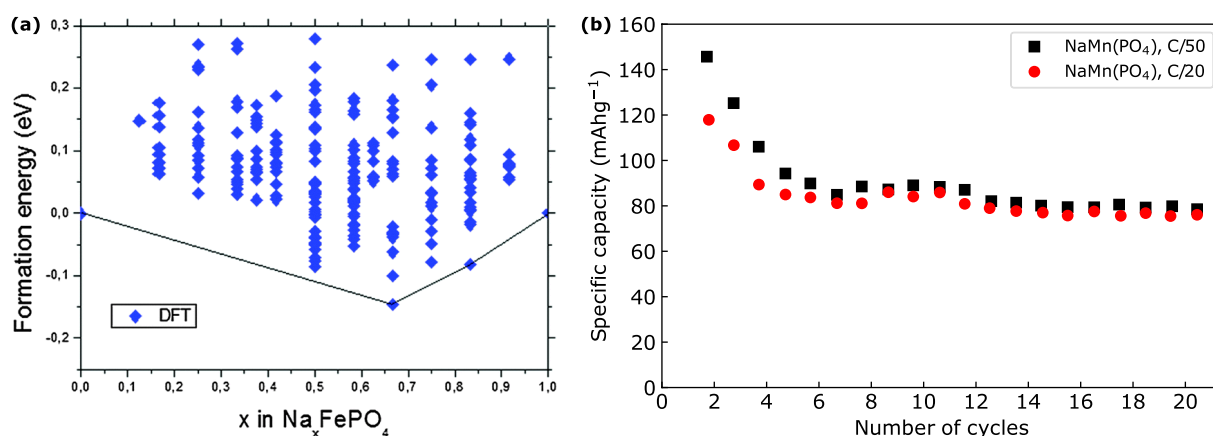 (a)
Formation energy (eV)
0,3
0,2
0,1
0,0
-0,1
-0,2
DFT
0,0 0,1 0,2 0,3 0,4 0,5 0,6 0,7 0,8 0,9 1,0
x in NaxFePO4
(b)
Specific capacity (mAhg−1)
160
140
120
100
80
60
40
20
0
NaMn(PO4), C/50
NaMn(PO4), C/20
0 2 4 6 8 10 12 14 16 18 20
Number of cycles